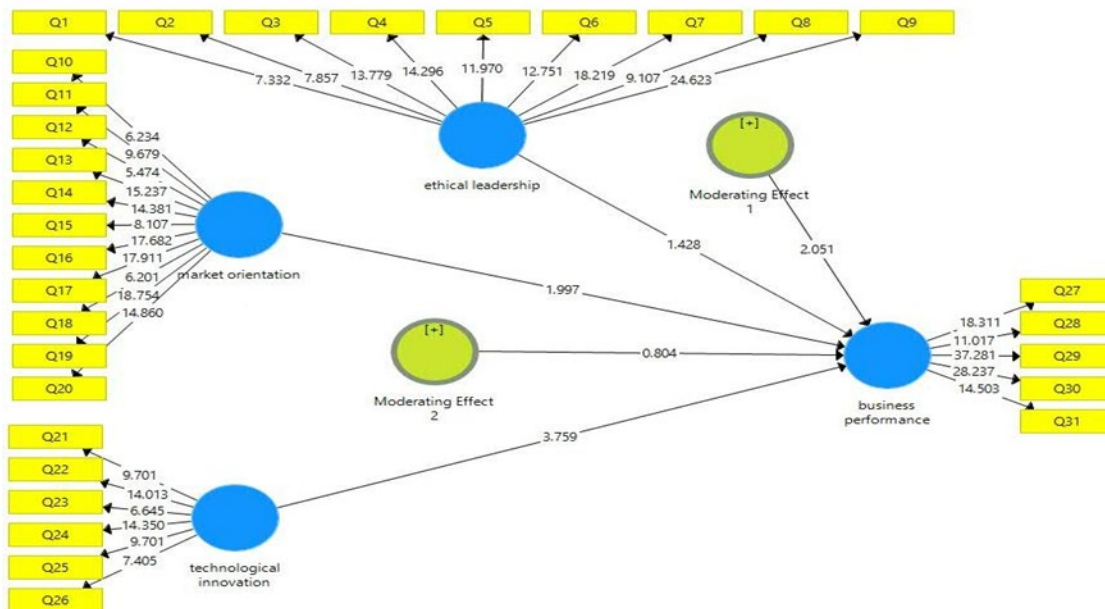 Q1 Q2 Q3 Q4 Q5 Q6 Q7 Q8 Q9
7.332 7.857 13.779 14.296 11.970 12.751 18.219 9.107 24.623
ethical leadership
Q10
Q11
Q12
Q13
Q14
Q15
Q16
Q17
Q18
Q19
Q20
6.234
9.679
5.474
15.237
14.381
8.107
17.682
17.911
6.201
18.754
14.860
market orientation
[+]
Moderating Effect
1
1.428
2.051
1.997
[+]
Moderating Effect
2
0.804
3.759
Q21
Q22
Q23
Q24
Q25
Q26
9.701
14.013
6.645
14.350
9.701
7.405
technological
innovation
business
performance
18.311
11.017
37.281
28.237
14.503
Q27
Q28
Q29
Q30
Q31